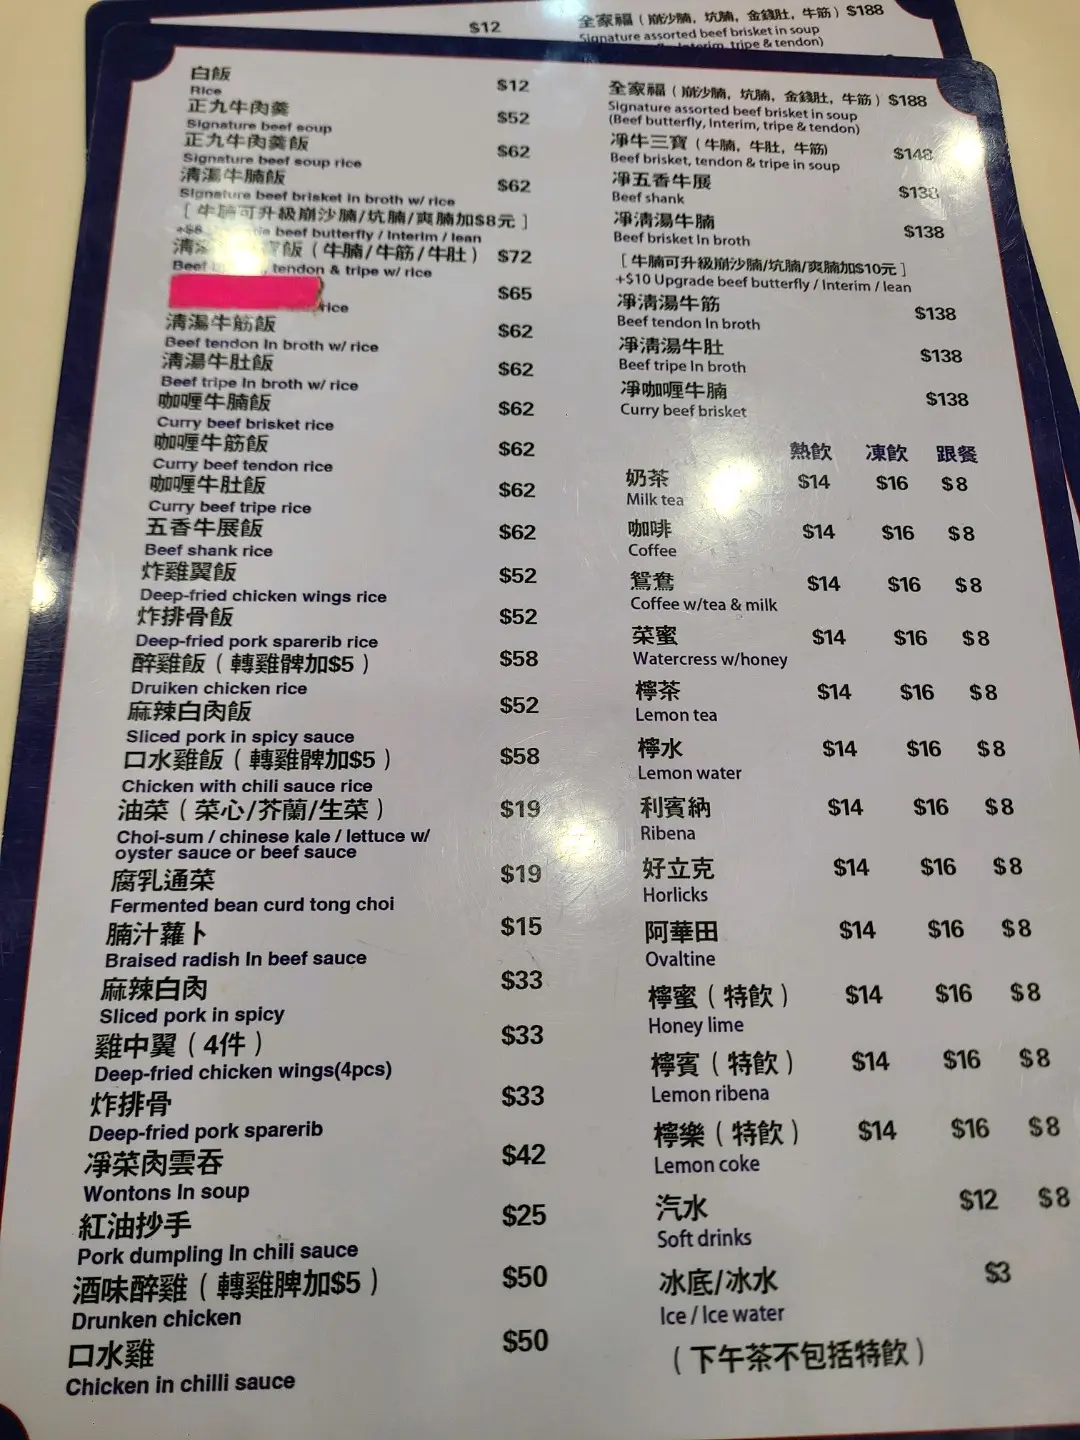 $12
全家福（崩沙腩, 坑腩, 金錢肚, 牛筋）$188
Signature assorted beef brisket in soup
tripe & tendon)
白飯 $12
Rice
正九牛肉羹 $52
Signature beef soup
正九牛肉羹飯 $62
Signature beef soup rice
清湯牛腩飯 $62
Signature beef brisket in broth w/ rice
[ 牛腩可升級崩沙腩/坑腩/爽腩加$8元 ]
+$8 beef butterfly / Interim / lean
飯（牛腩/牛筋/牛肚） $72
Beef tendon & tripe w/ rice
$65
rice
清湯牛筋飯 $62
Beef tendon In broth w/ rice
清湯牛肚飯 $62
Beef tripe In broth w/ rice
咖喱牛腩飯 $62
Curry beef brisket rice
咖喱牛筋飯 $62
Curry beef tendon rice
咖喱牛肚飯 $62
Curry beef tripe rice
五香牛展飯 $62
Beef shank rice
炸雞翼飯 $52
Deep-fried chicken wings rice
炸排骨飯 $52
Deep-fried pork sparerib rice
醉雞飯（轉雞髀加$5） $58
Druiken chicken rice
麻辣白肉飯 $52
Sliced pork in spicy sauce
口水雞飯（轉雞髀加$5） $58
Chicken with chili sauce rice
油菜（菜心/芥蘭/生菜） $19
Choi-sum / chinese kale / lettuce w/
oyster sauce or beef sauce
腐乳通菜 $19
Fermented bean curd tong choi
腩汁蘿卜 $15
Braised radish In beef sauce
麻辣白肉 $33
Sliced pork in spicy
雞中翼（4件） $33
Deep-fried chicken wings(4pcs)
炸排骨 $33
Deep-fried pork sparerib
凈菜肉雲吞 $42
Wontons In soup
紅油抄手 $25
Pork dumpling In chili sauce
酒味醉雞（轉雞脾加$5） $50
Drunken chicken
口水雞 $50
Chicken in chilli sauce
全家福（崩沙腩, 坑腩, 金錢肚, 牛筋）$188
Signature assorted beef brisket in soup
(Beef butterfly, Interim, tripe & tendon)
凈牛三寶（牛腩, 牛肚, 牛筋) $148
Beef brisket, tendon & tripe in soup
凈五香牛展 $138
Beef shank
凈清湯牛腩 $138
Beef brisket In broth
[ 牛腩可升級崩沙腩/坑腩/爽腩加$10元 ]
+$10 Upgrade beef butterfly / Interim / lean
凈清湯牛筋 $138
Beef tendon In broth
凈清湯牛肚 $138
Beef tripe In broth
凈咖喱牛腩 $138
Curry beef brisket
熱飲 凍飲 跟餐
奶茶 $14 $16 $8
Milk tea
咖啡 $14 $16 $8
Coffee
鴛鴦 $14 $16 $8
Coffee w/tea & milk
菜蜜 $14 $16 $8
Watercress w/honey
檸茶 $14 $16 $8
Lemon tea
檸水 $14 $16 $8
Lemon water
利賓納 $14 $16 $8
Ribena
好立克 $14 $16 $8
Horlicks
阿華田 $14 $16 $8
Ovaltine
檸蜜（特飲） $14 $16 $8
Honey lime
檸賓（特飲） $14 $16 $8
Lemon ribena
檸樂（特飲） $14 $16 $8
Lemon coke
汽水 $12 $8
Soft drinks
冰底/冰水 $3
Ice / Ice water
（下午茶不包括特飲）